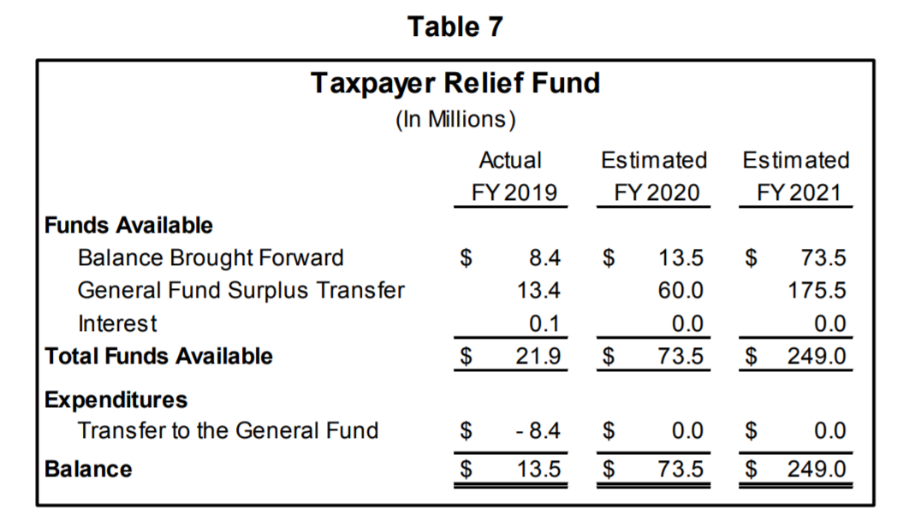 Table 7
Taxpayer Relief Fund
(In Millions)
Actual Estimated Estimated
FY 2019 FY 2020 FY 2021
Funds Available
Balance Brought Forward $ 8.4 $ 13.5 $ 73.5
General Fund Surplus Transfer 13.4 60.0 175.5
Interest 0.1 0.0 0.0
Total Funds Available $ 21.9 $ 73.5 $ 249.0
Expenditures
Transfer to the General Fund $ - 8.4 $ 0.0 $ 0.0
Balance $ 13.5 $ 73.5 $ 249.0